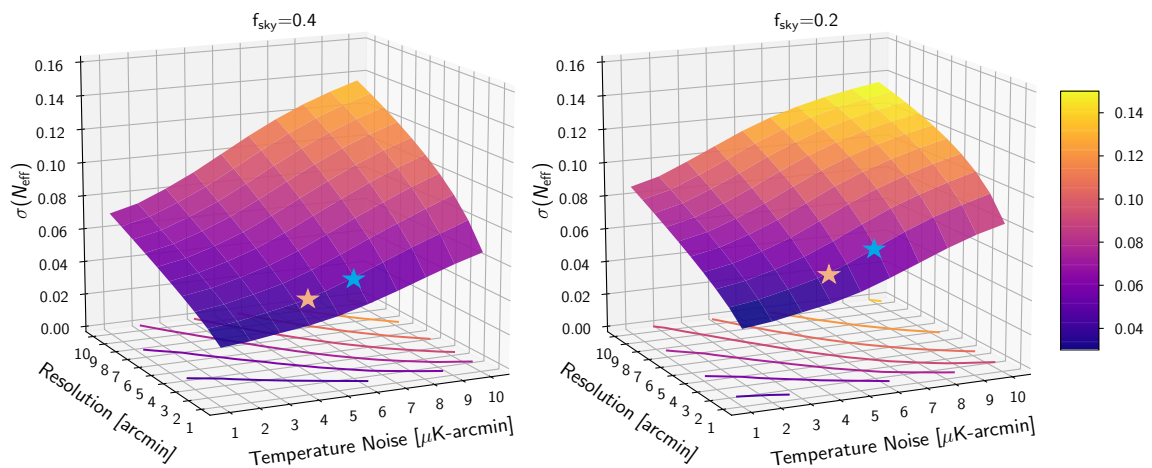 f_sky=0.4
0.16
0.14
0.12
0.10
0.08
0.06
0.04
0.02
0.00
σ(N_eff)
10 9 8 7 6 5 4 3 2 1
Resolution [arcmin]
1 2 3 4 5 6 7 8 9 10
Temperature Noise [μK-arcmin]
f_sky=0.2
0.16
0.14
0.12
0.10
0.08
0.06
0.04
0.02
0.00
σ(N_eff)
10 9 8 7 6 5 4 3 2 1
Resolution [arcmin]
1 2 3 4 5 6 7 8 9 10
Temperature Noise [μK-arcmin]
0.14
0.12
0.10
0.08
0.06
0.04